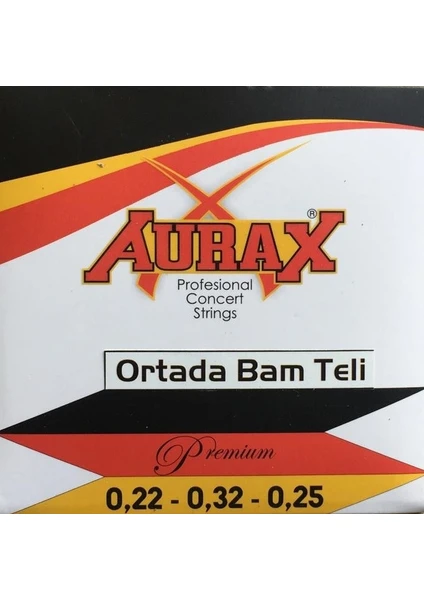 AURAX®
Profesional
Concert
Strings
Ortada Bam Teli
Premium
0,22 - 0,32 - 0,25